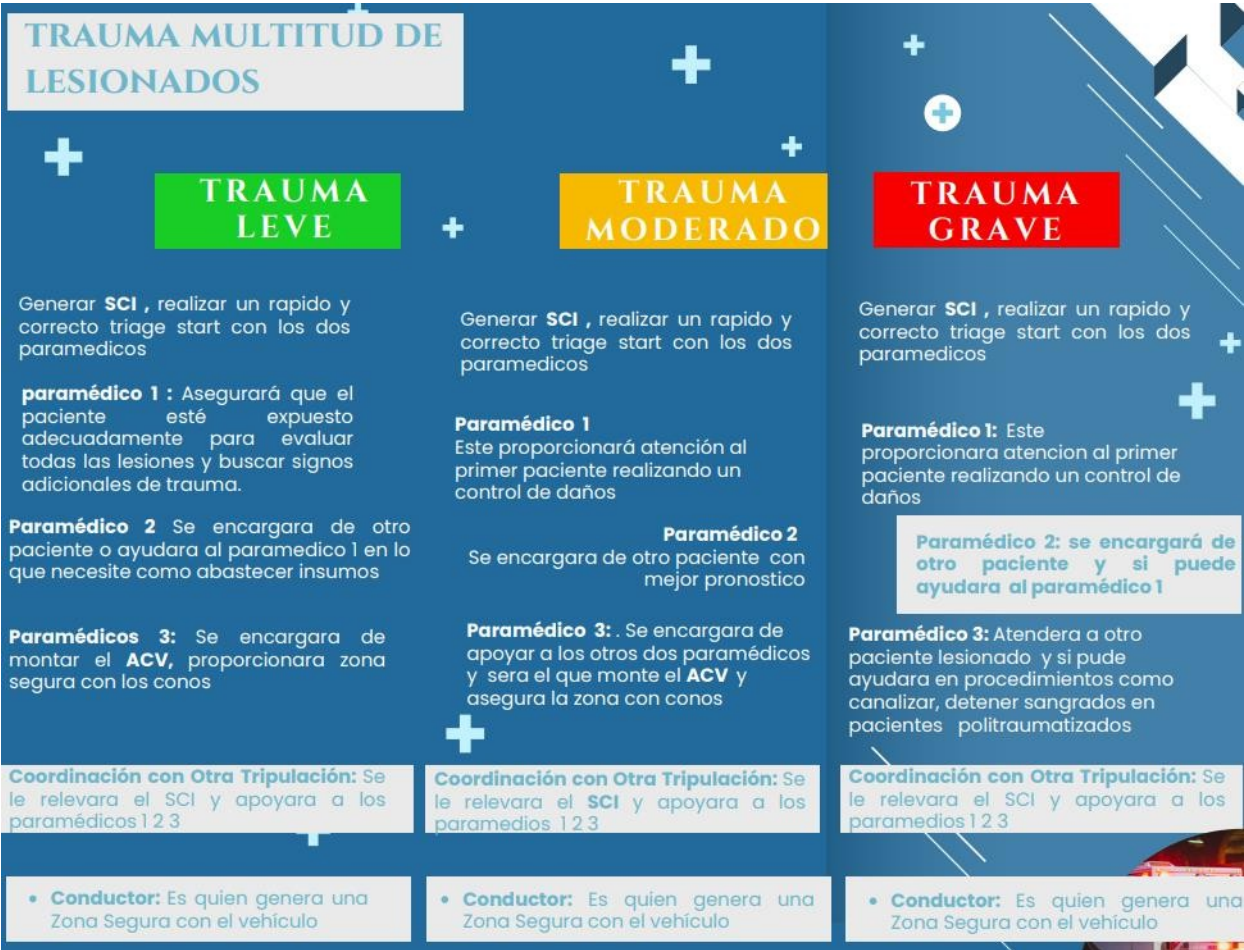 TRAUMA MULTITUD DE
LESIONADOS
TRAUMA
LEVE
Generar SCI , realizar un rapido y
correcto triage start con los dos
paramedicos
paramédico 1 : Asegurará que el
paciente esté expuesto
adecuadamente para evaluar
todas las lesiones y buscar signos
adicionales de trauma.
Paramédico 2 Se encargara de otro
paciente o ayudara al paramedico 1 en lo
que necesite como abastecer insumos
Paramédicos 3: Se encargara de
montar el ACV, proporcionara zona
segura con los conos
Coordinación con Otra Tripulación: Se
le relevara el SCI y apoyara a los
paramédicos 1 2 3
• Conductor: Es quien genera una
Zona Segura con el vehículo
TRAUMA
MODERADO
Generar SCI , realizar un rapido y
correcto triage start con los dos
paramedicos
Paramédico 1
Este proporcionará atención al
primer paciente realizando un
control de daños
Paramédico 2
Se encargara de otro paciente con
mejor pronostico
Paramédico 3: . Se encargara de
apoyar a los otros dos paramédicos
y sera el que monte el ACV y
asegura la zona con conos
Coordinación con Otra Tripulación: Se
le relevara el SCI y apoyara a los
paramedios 1 2 3
• Conductor: Es quien genera una
Zona Segura con el vehículo
TRAUMA
GRAVE
Generar SCI , realizar un rapido y
correcto triage start con los dos
paramedicos
Paramédico 1: Este
proporcionara atencion al primer
paciente realizando un control de
daños
Paramédico 2: se encargará de
otro paciente y si puede
ayudara al paramédico 1
Paramédico 3: Atendera a otro
paciente lesionado y si pude
ayudara en procedimientos como
canalizar, detener sangrados en
pacientes politraumatizados
Coordinación con Otra Tripulación: Se
le relevara el SCI y apoyara a los
paramedios 1 2 3
• Conductor: Es quien genera una
Zona Segura con el vehículo